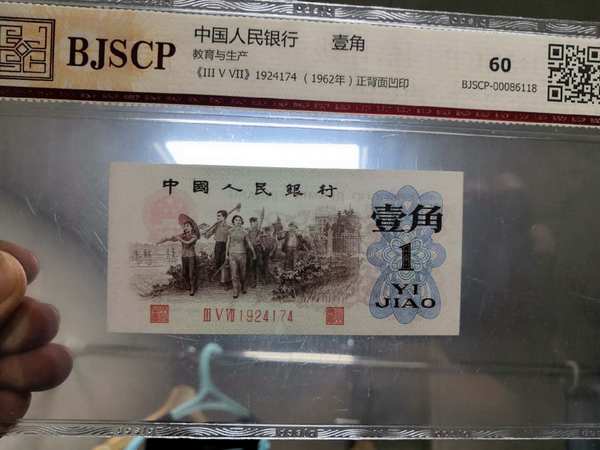 BJSCP
中国人民银行 壹角
教育与生产
《III V VII》1924174 （1962年）正背面凹印
60
BJSCP-00086118
中國人民銀行
壹角
1
YI
JIAO
III V VII 1924174